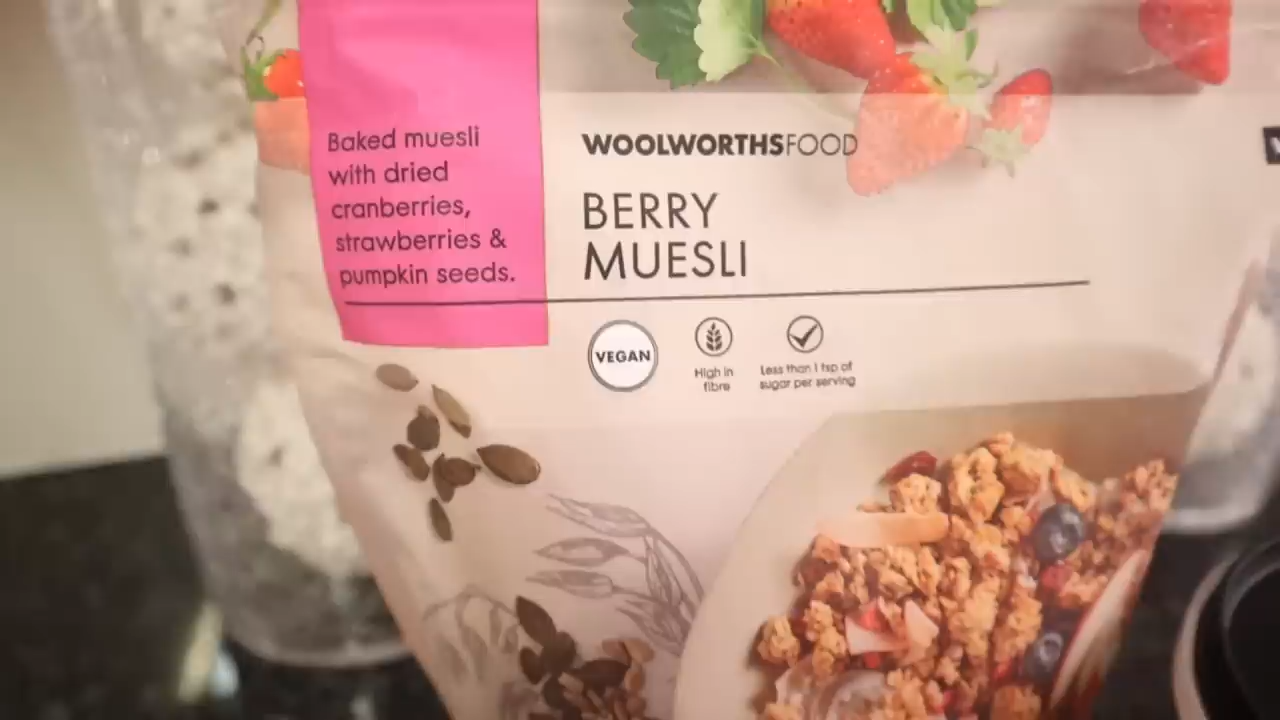 Baked muesli
with dried
cranberries,
strawberries &
pumpkin seeds.
WOOLWORTHSFOOD
BERRY
MUESLI
VEGAN
High in
fibre
Less than 1 tsp of
sugar per serving